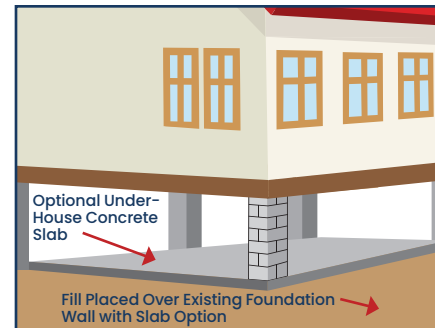 Optional Under-
House Concrete
Slab
Fill Placed Over Existing Foundation
Wall with Slab Option